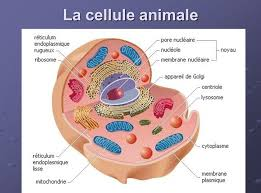 La cellule animale
réticulum
endoplasmique
rugueux
ribosome
pore nucléaire
nucléole
membrane nucléaire
noyau
appareil de Golgi
centriole
lysosome
cytoplasme
membrane
plasmique
réticulum
endoplasmique
lisse
mitochondrie